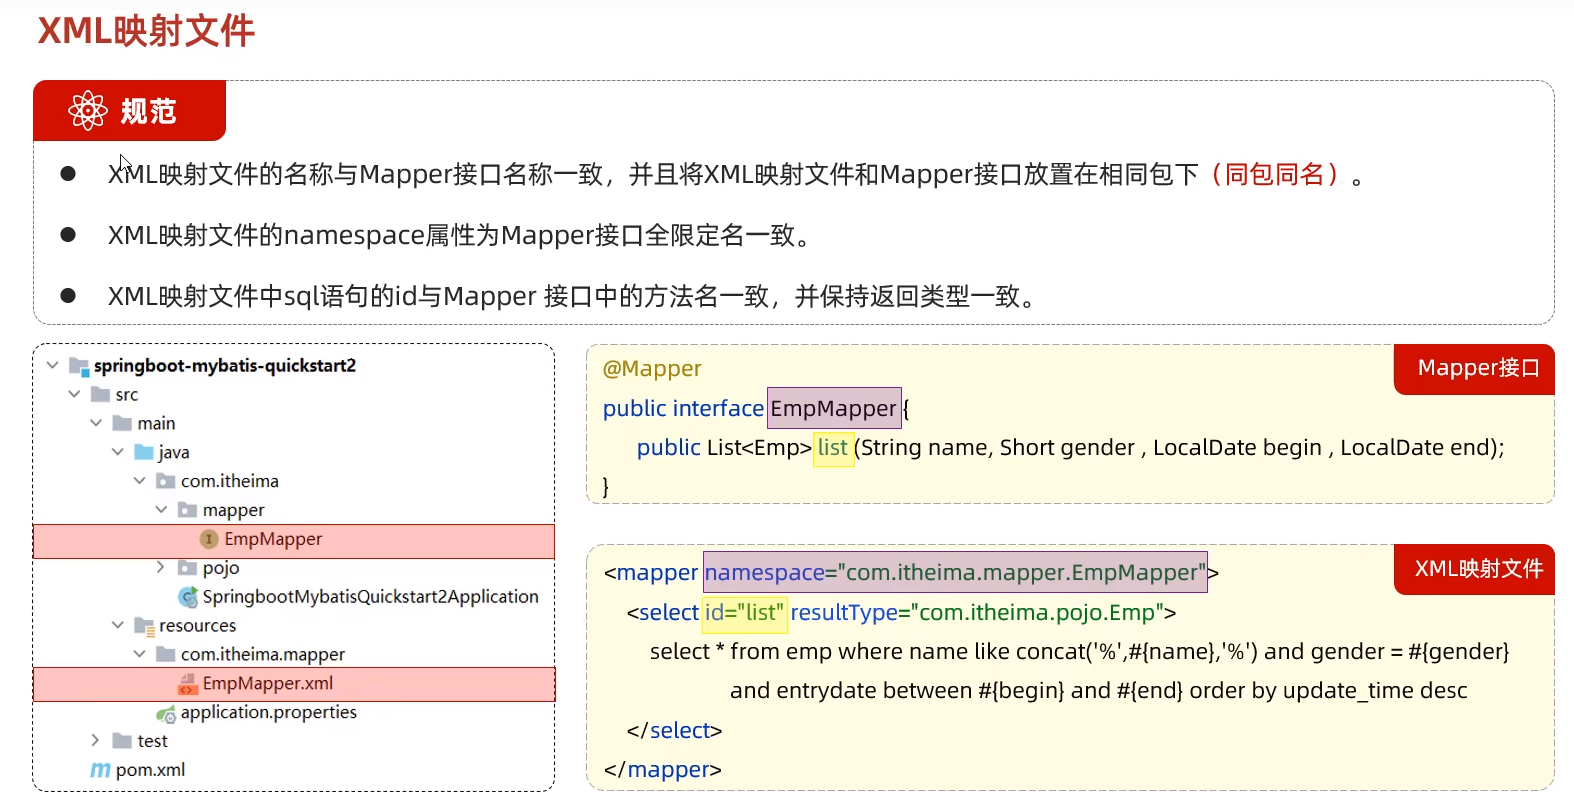 XML映射文件
规范
XML映射文件的名称与Mapper接口名称一致，并且将XML映射文件和Mapper接口放置在相同包下（同包同名）。
XML映射文件的namespace属性为Mapper接口全限定名一致。
XML映射文件中sql语句的id与Mapper 接口中的方法名一致，并保持返回类型一致。
springboot-mybatis-quickstart2
src
main
java
com.itheima
mapper
EmpMapper
pojo
SpringbootMybatisQuickstart2Application
resources
com.itheima.mapper
EmpMapper.xml
application.properties
test
pom.xml
Mapper接口
@Mapper
public interface EmpMapper {
public List<Emp> list (String name, Short gender , LocalDate begin , LocalDate end);
}
XML映射文件
<mapper namespace="com.itheima.mapper.EmpMapper">
<select id="list" resultType="com.itheima.pojo.Emp">
select * from emp where name like concat('%',#{name},'%') and gender = #{gender}
and entrydate between #{begin} and #{end} order by update_time desc
</select>
</mapper>